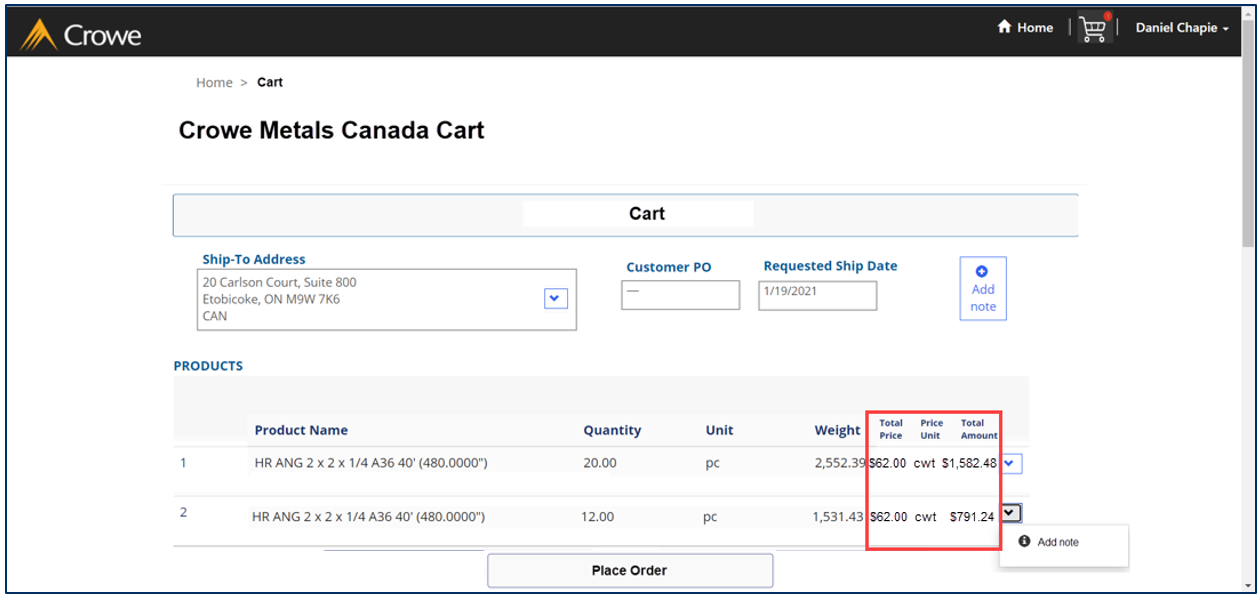 Crowe
Home | 1 | Daniel Chapie
Home > Cart
Crowe Metals Canada Cart
Cart
Ship-To Address
20 Carlson Court, Suite 800
Etobicoke, ON M9W 7K6
CAN
Customer PO
—
Requested Ship Date
1/19/2021
Add
note
PRODUCTS
Product Name Quantity Unit Weight Total Price Price Unit Total Amount
1 HR ANG 2 x 2 x 1/4 A36 40' (480.0000") 20.00 pc 2,552.39 $62.00 cwt $1,582.48
2 HR ANG 2 x 2 x 1/4 A36 40' (480.0000") 12.00 pc 1,531.43 $62.00 cwt $791.24
Add note
Place Order